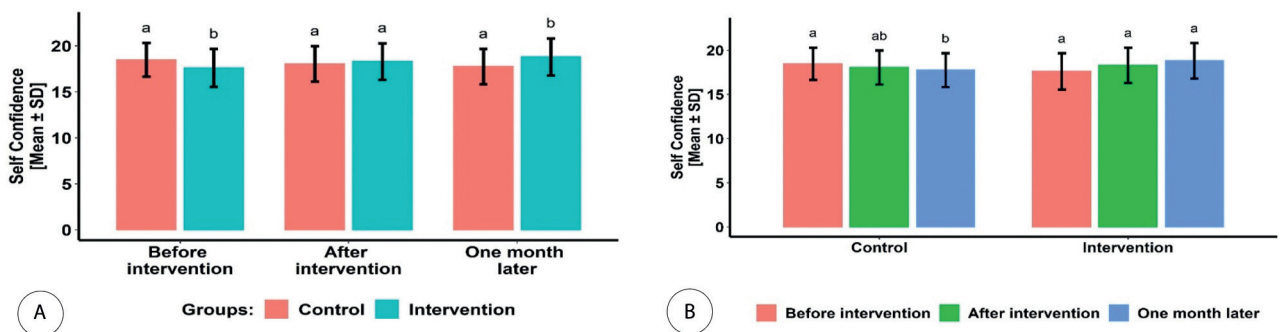 a b a a a b
Self Confidence
[Mean ± SD]
20
15
10
5
0
Before
intervention
After
intervention
One month
later
A
Groups: Control Intervention
a ab b a a a
Self Confidence
[Mean ± SD]
20
15
10
5
0
Control Intervention
B
Before intervention After intervention One month later